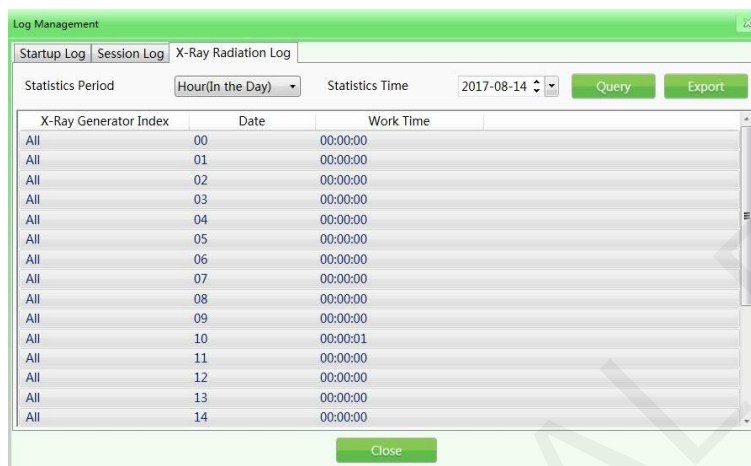 Log Management
Startup Log Session Log X-Ray Radiation Log
Statistics Period Hour(In the Day) Statistics Time 2017-08-14 Query Export
X-Ray Generator Index Date Work Time
All 00 00:00:00
All 01 00:00:00
All 02 00:00:00
All 03 00:00:00
All 04 00:00:00
All 05 00:00:00
All 06 00:00:00
All 07 00:00:00
All 08 00:00:00
All 09 00:00:00
All 10 00:00:01
All 11 00:00:00
All 12 00:00:00
All 13 00:00:00
All 14 00:00:00
Close